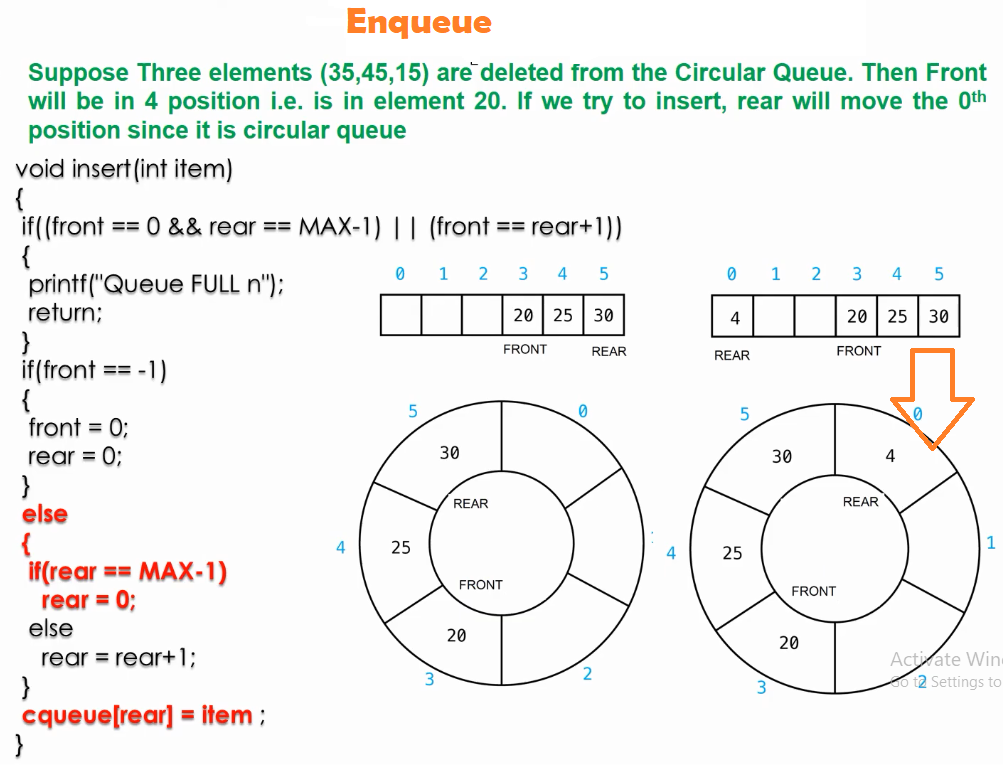 Enqueue
Suppose Three elements (35,45,15) are deleted from the Circular Queue. Then Front
will be in 4 position i.e. is in element 20. If we try to insert, rear will move the 0th
position since it is circular queue
void insert(int item)
{
if((front == 0 && rear == MAX-1) || (front == rear+1))
{
printf("Queue FULL n");
return;
}
if(front == -1)
{
front = 0;
rear = 0;
}
else
{
if(rear == MAX-1)
rear = 0;
else
rear = rear+1;
}
cqueue[rear] = item ;
}
0 1 2 3 4 5
20 25 30
FRONT REAR
5 0
30
REAR
4 25
FRONT
20
3 2
0 1 2 3 4 5
4 20 25 30
REAR FRONT
5 0
30 4
REAR
4 25 1
FRONT
20
3 2
Activate Win
Go to Settings to